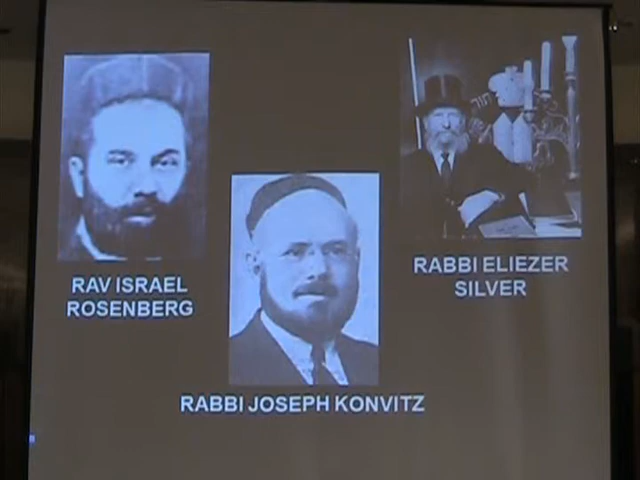 RAV ISRAEL
ROSENBERG
RABBI ELIEZER
SILVER
RABBI JOSEPH KONVITZ